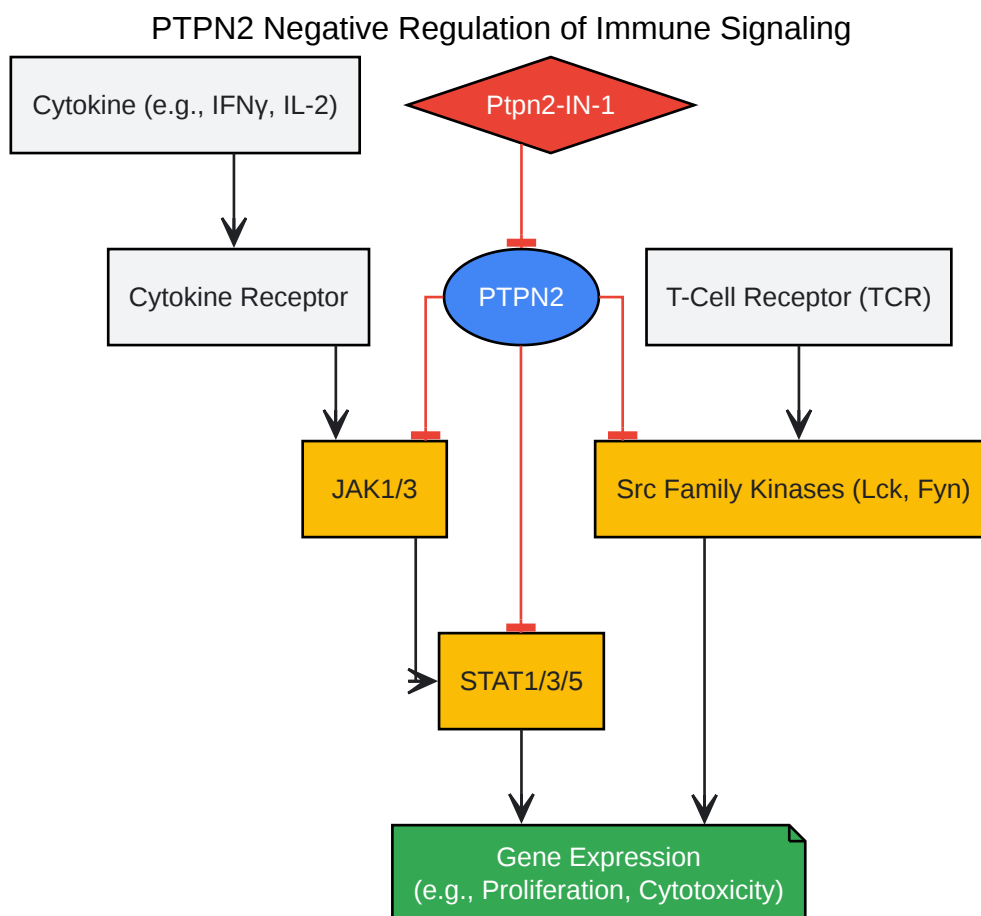 PTPN2 Negative Regulation of Immune Signaling
Cytokine (e.g., IFNγ, IL-2)
Ptpn2-IN-1
Cytokine Receptor
PTPN2
T-Cell Receptor (TCR)
JAK1/3
Src Family Kinases (Lck, Fyn)
STAT1/3/5
Gene Expression
(e.g., Proliferation, Cytotoxicity)